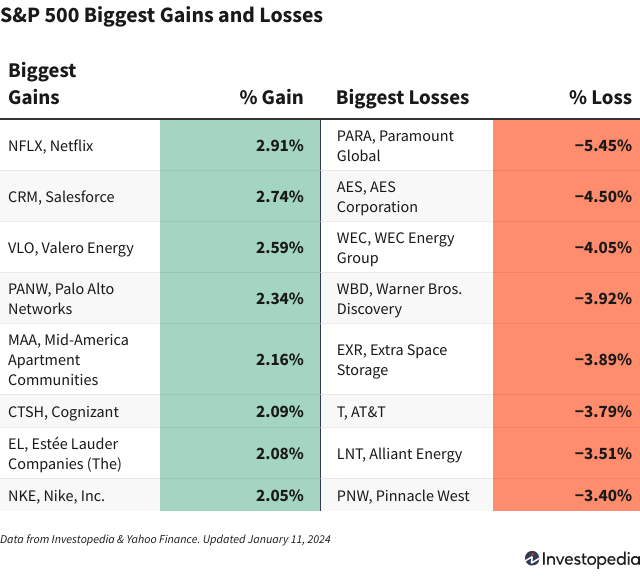 S&P 500 Biggest Gains and Losses
Biggest
Gains
% Gain
Biggest Losses
% Loss
NFLX, Netflix
2.91%
PARA, Paramount
Global
−5.45%
CRM, Salesforce
2.74%
AES, AES
Corporation
−4.50%
VLO, Valero Energy
2.59%
WEC, WEC Energy
Group
−4.05%
PANW, Palo Alto
Networks
2.34%
WBD, Warner Bros.
Discovery
−3.92%
MAA, Mid-America
Apartment
Communities
2.16%
EXR, Extra Space
Storage
−3.89%
CTSH, Cognizant
2.09%
T, AT&T
−3.79%
EL, Estée Lauder
Companies (The)
2.08%
LNT, Alliant Energy
−3.51%
NKE, Nike, Inc.
2.05%
PNW, Pinnacle West
−3.40%
Data from Investopedia & Yahoo Finance. Updated January 11, 2024
Investopedia